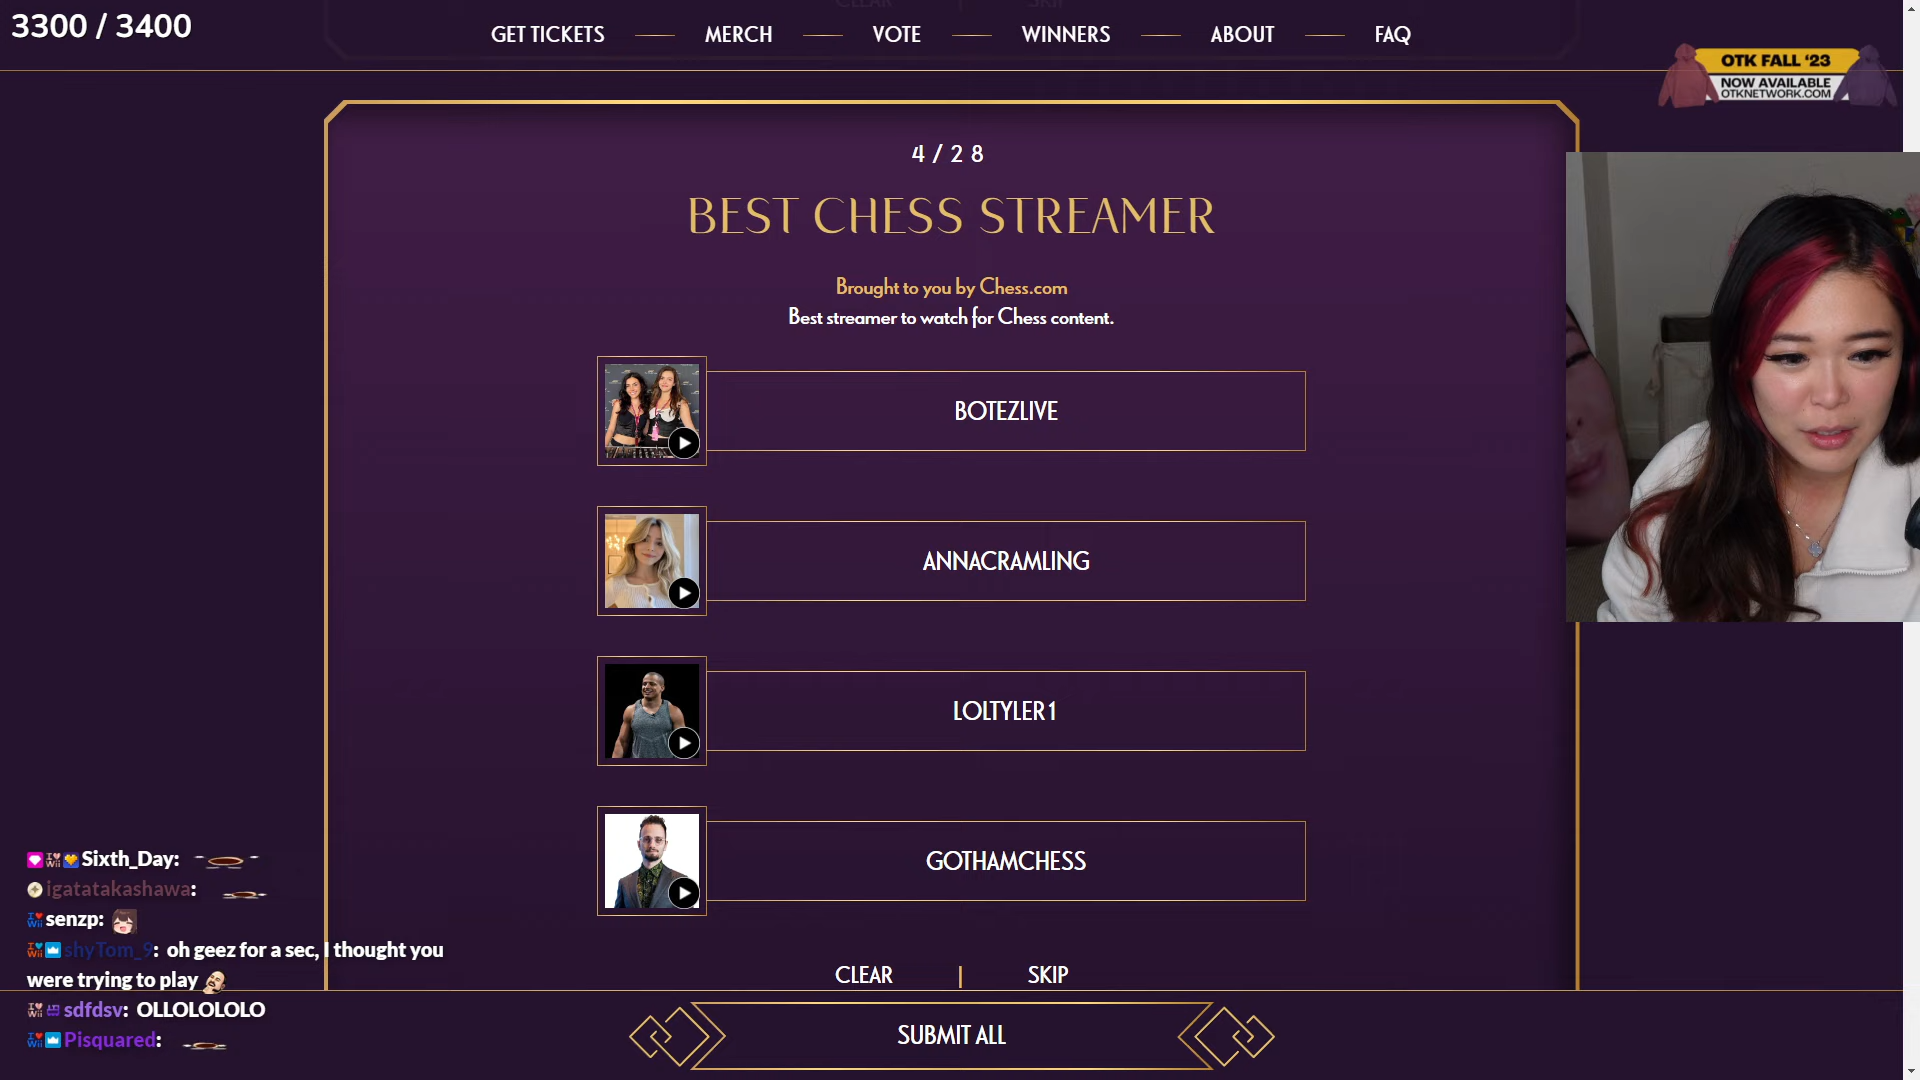 3300 / 3400
CLEAR | SKIP
GET TICKETS
MERCH
VOTE
WINNERS
ABOUT
FAQ
OTK FALL '23
NOW AVAILABLE
OTKNETWORK.COM
4/28
BEST CHESS STREAMER
Brought to you by Chess.com
Best streamer to watch for Chess content.
BOTEZLIVE
ANNACRAMLING
LOLTYLER1
GOTHAMCHESS
Sixth_Day:
igatatakashawa:
senzp:
shyTom_9: oh geez for a sec, I thought you
were trying to play
sdfdsv: OLLOLOLOLO
Pisquared:
CLEAR | SKIP
SUBMIT ALL